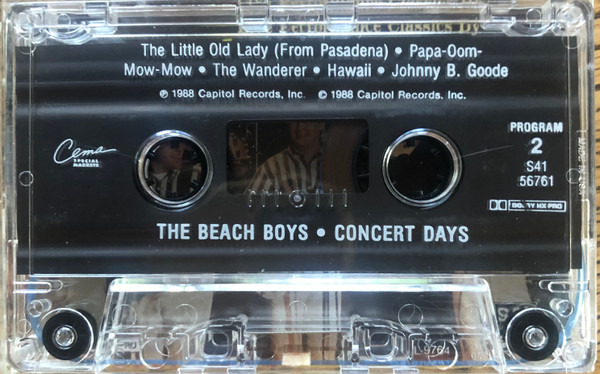 The Little Old Lady (From Pasadena) • Papa-Oom-
Mow-Mow • The Wanderer • Hawaii • Johnny B. Goode
℗ 1988 Capitol Records, Inc. © 1988 Capitol Records, Inc.
Cema
SPECIAL
MARKETS
PROGRAM
2
S41
56761
DOLBY HX PRO
THE BEACH BOYS • CONCERT DAYS
L-9764